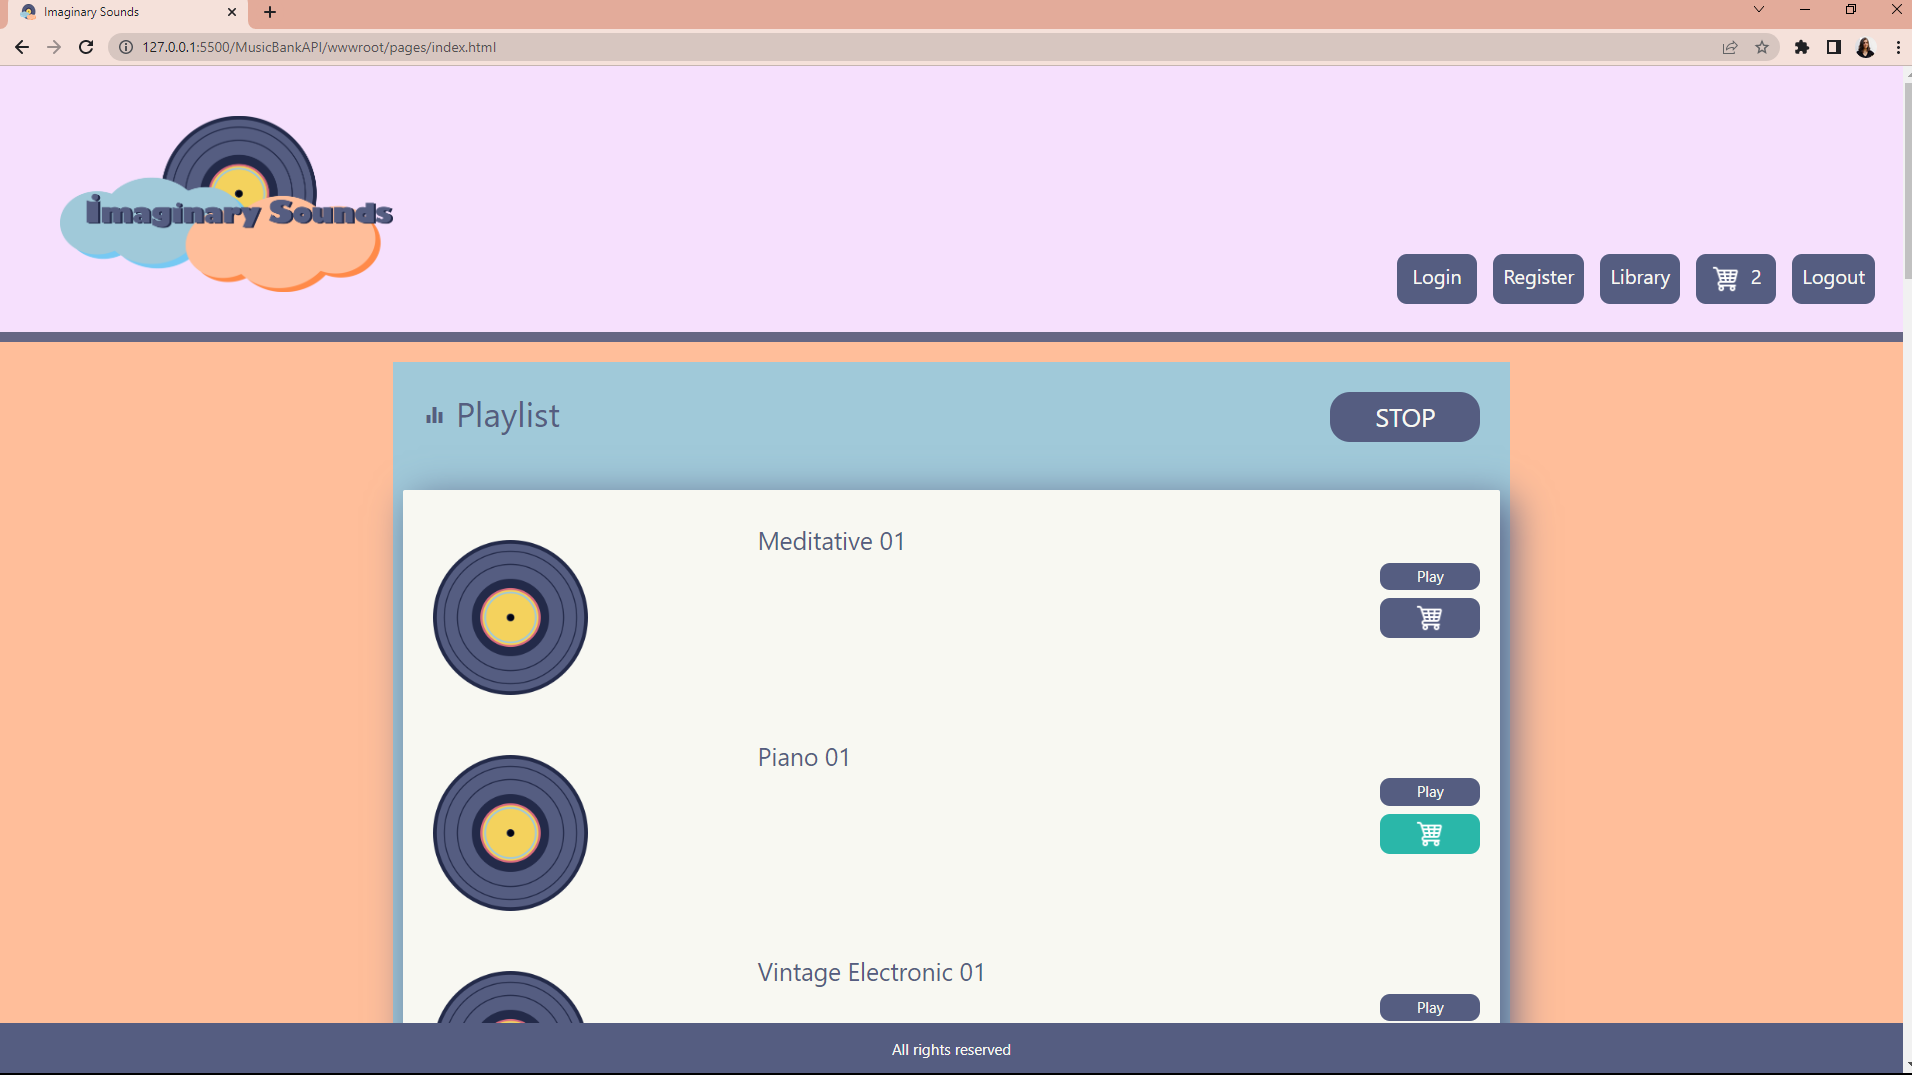 Imaginary Sounds
127.0.0.1:5500/MusicBankAPI/wwwroot/pages/index.html
Imaginary Sounds
Login
Register
Library
2
Logout
Playlist
STOP
Meditative 01
Play
Piano 01
Play
Vintage Electronic 01
Play
All rights reserved